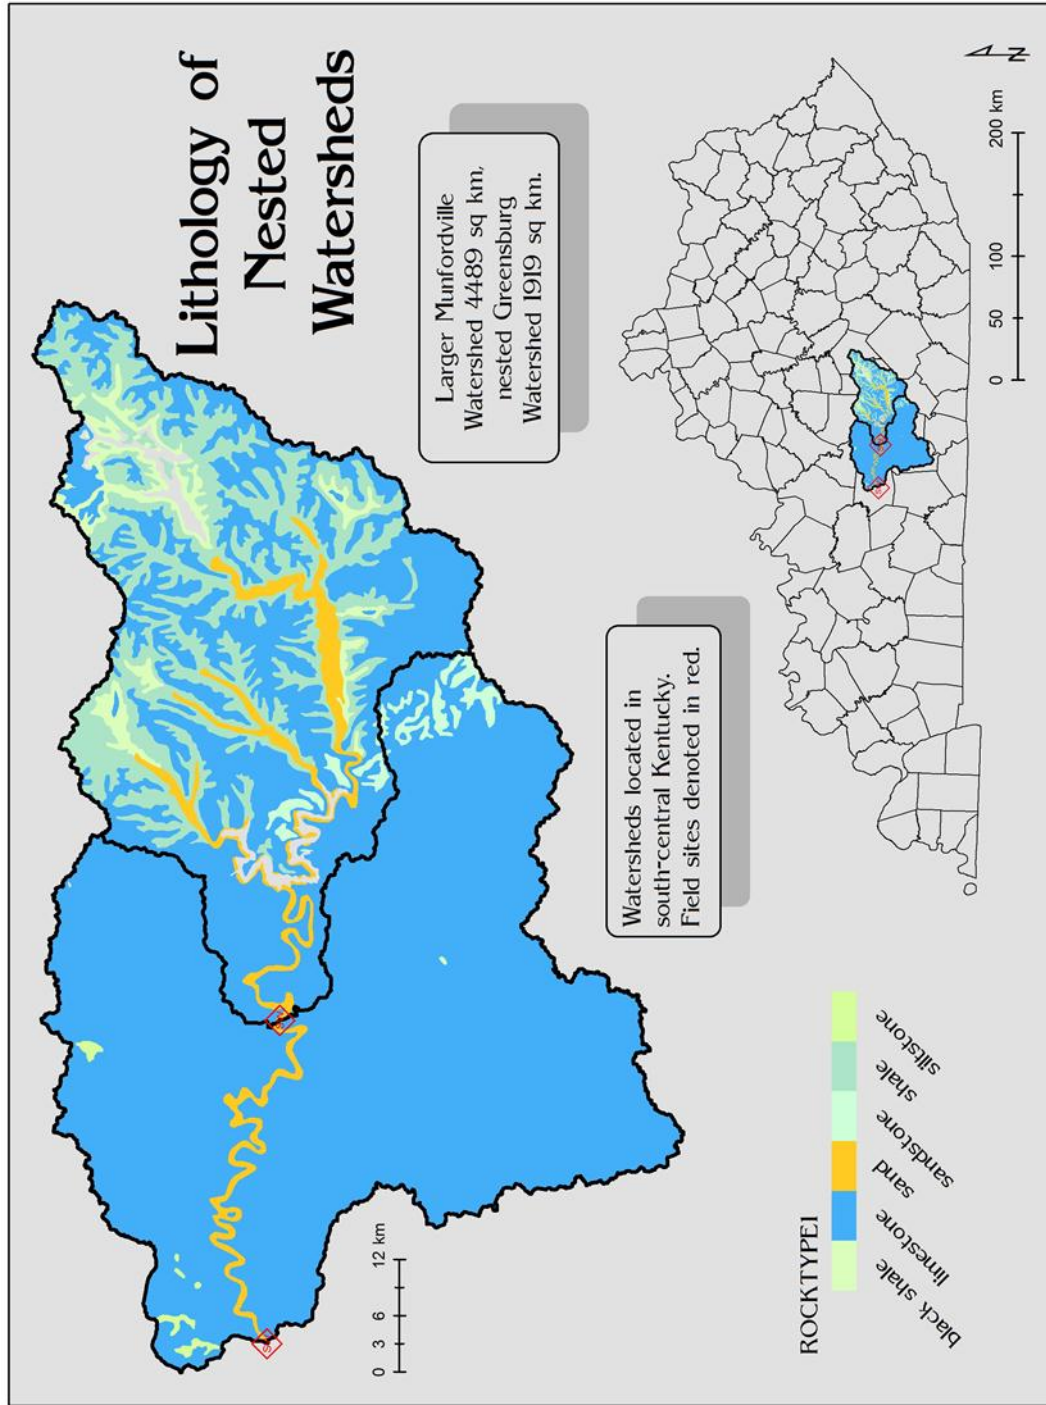 Lithology of
Nested
Watersheds
Larger Munfordville
Watershed 4489 sq km,
nested Greensburg
Watershed 1919 sq km.
0 3 6 12 km
Watersheds located in
south-central Kentucky.
Field sites denoted in red.
ROCKTYPE1
black shale
limestone
sand
sandstone
shale
siltstone
0 50 100 200 km
N